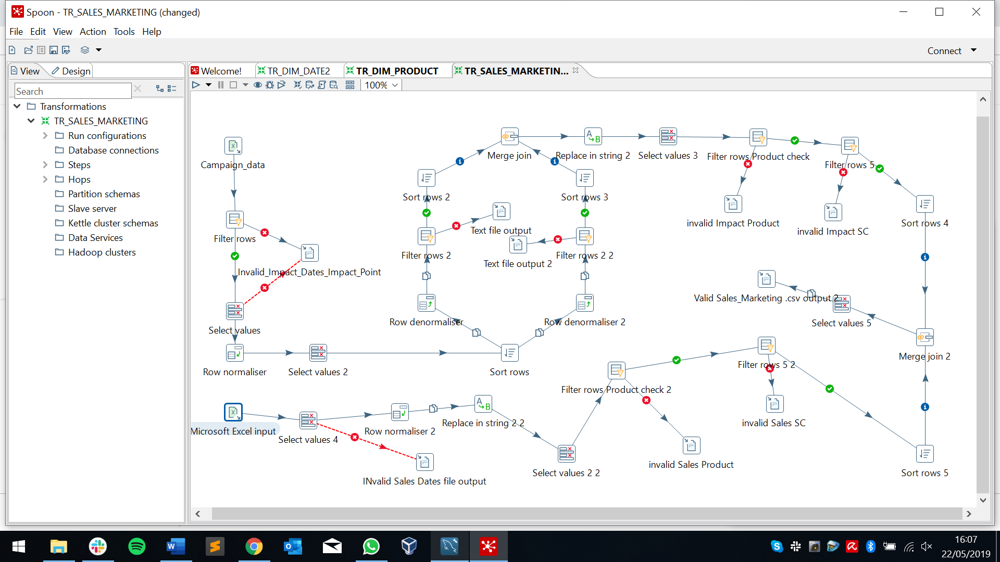 Spoon - TR_SALES_MARKETING (changed)
File Edit View Action Tools Help
Connect
View Design
Welcome! TR_DIM_DATE2 TR_DIM_PRODUCT TR_SALES_MARKETIN...
100%
Search
Transformations
TR_SALES_MARKETING
Run configurations
Database connections
Steps
Hops
Partition schemas
Slave server
Kettle cluster schemas
Data Services
Hadoop clusters
Campaign_data
Merge join
Replace in string 2
Select values 3
Filter rows Product check
Filter rows 5
Sort rows 2
Sort rows 3
invalid Impact Product
invalid Impact SC
Sort rows 4
Filter rows
Text file output
Filter rows 2
Text file output 2
Filter rows 2 2
Invalid_Impact_Dates_Impact_Point
Valid Sales_Marketing .csv output 2
Select values
Row denormaliser
Row denormaliser 2
Select values 5
Merge join 2
Row normaliser
Select values 2
Sort rows
Filter rows 5 2
Filter rows Product check 2
Microsoft Excel input
Select values 4
Row normaliser 2
Replace in string 2 2
invalid Sales SC
INvalid Sales Dates file output
Select values 2 2
invalid Sales Product
Sort rows 5
16:07
22/05/2019